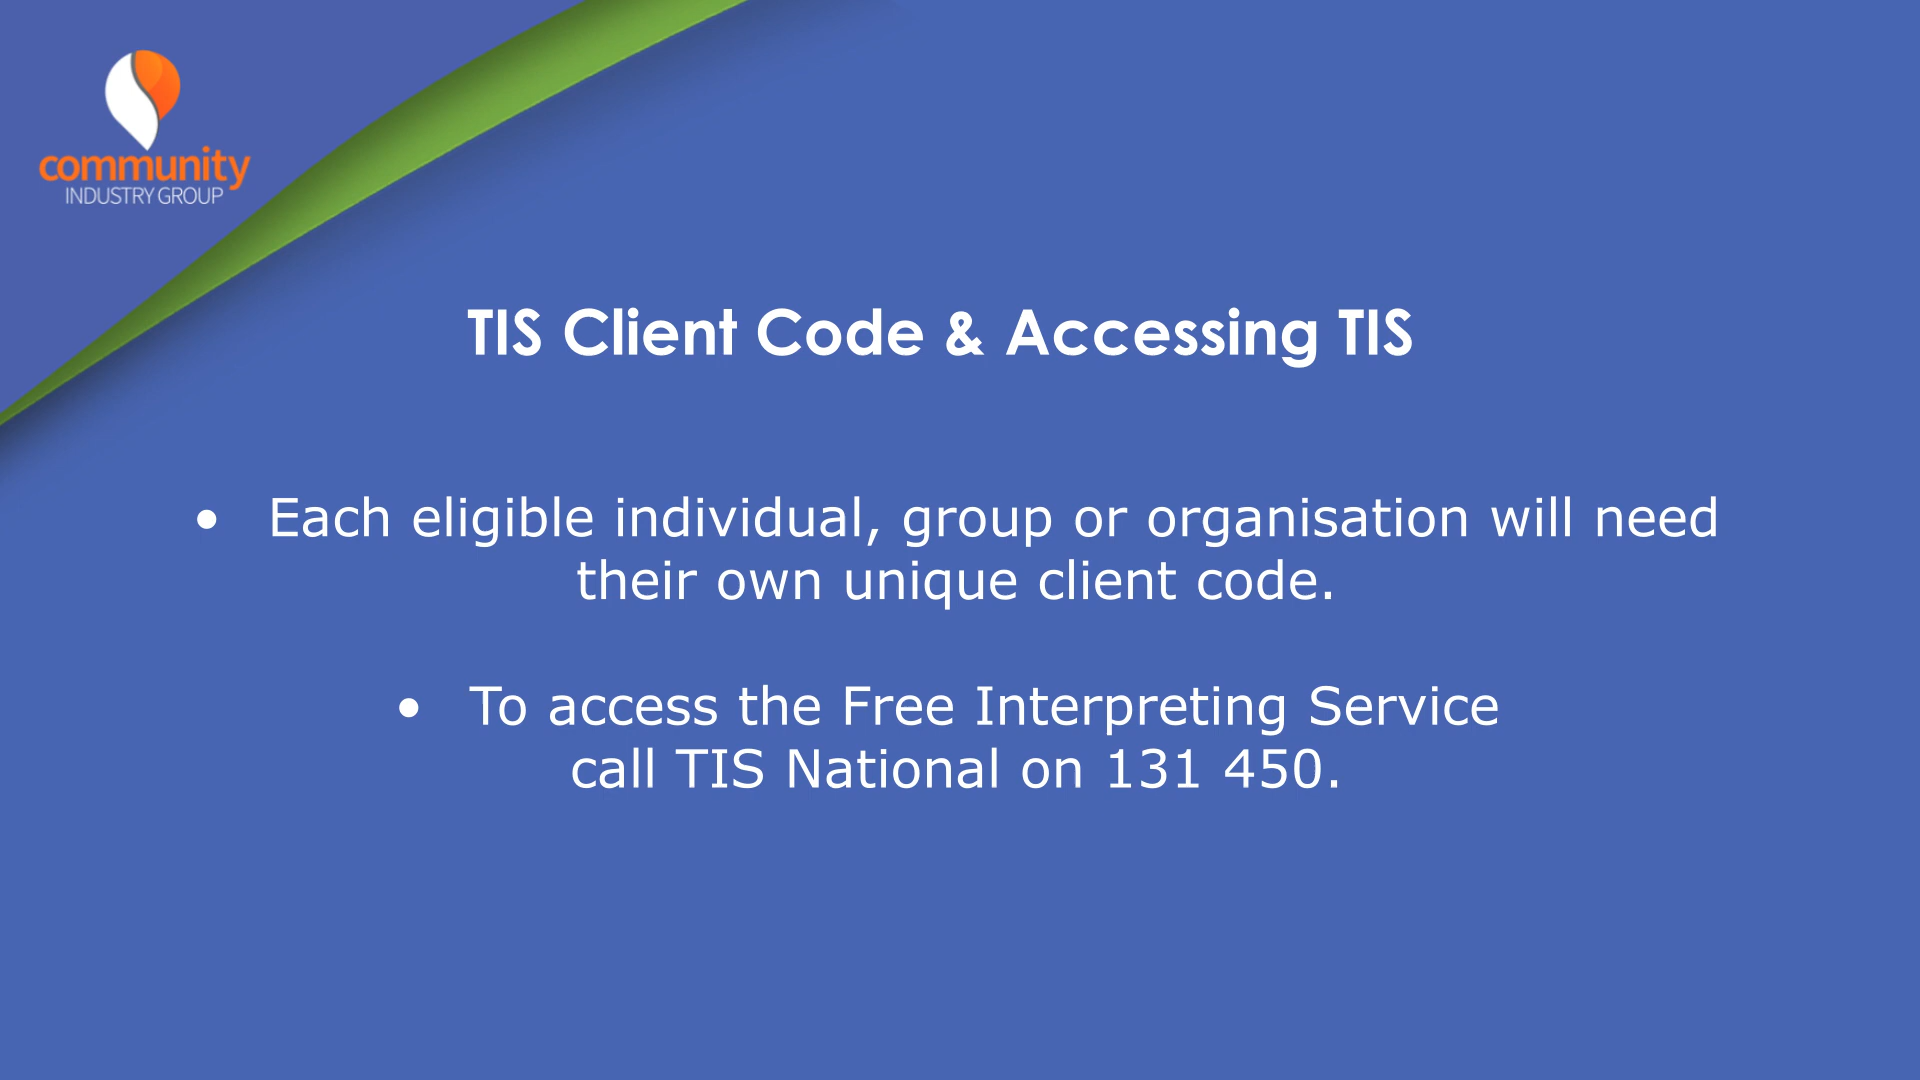 community
INDUSTRY GROUP
TIS Client Code & Accessing TIS
• Each eligible individual, group or organisation will need
their own unique client code.
• To access the Free Interpreting Service
call TIS National on 131 450.